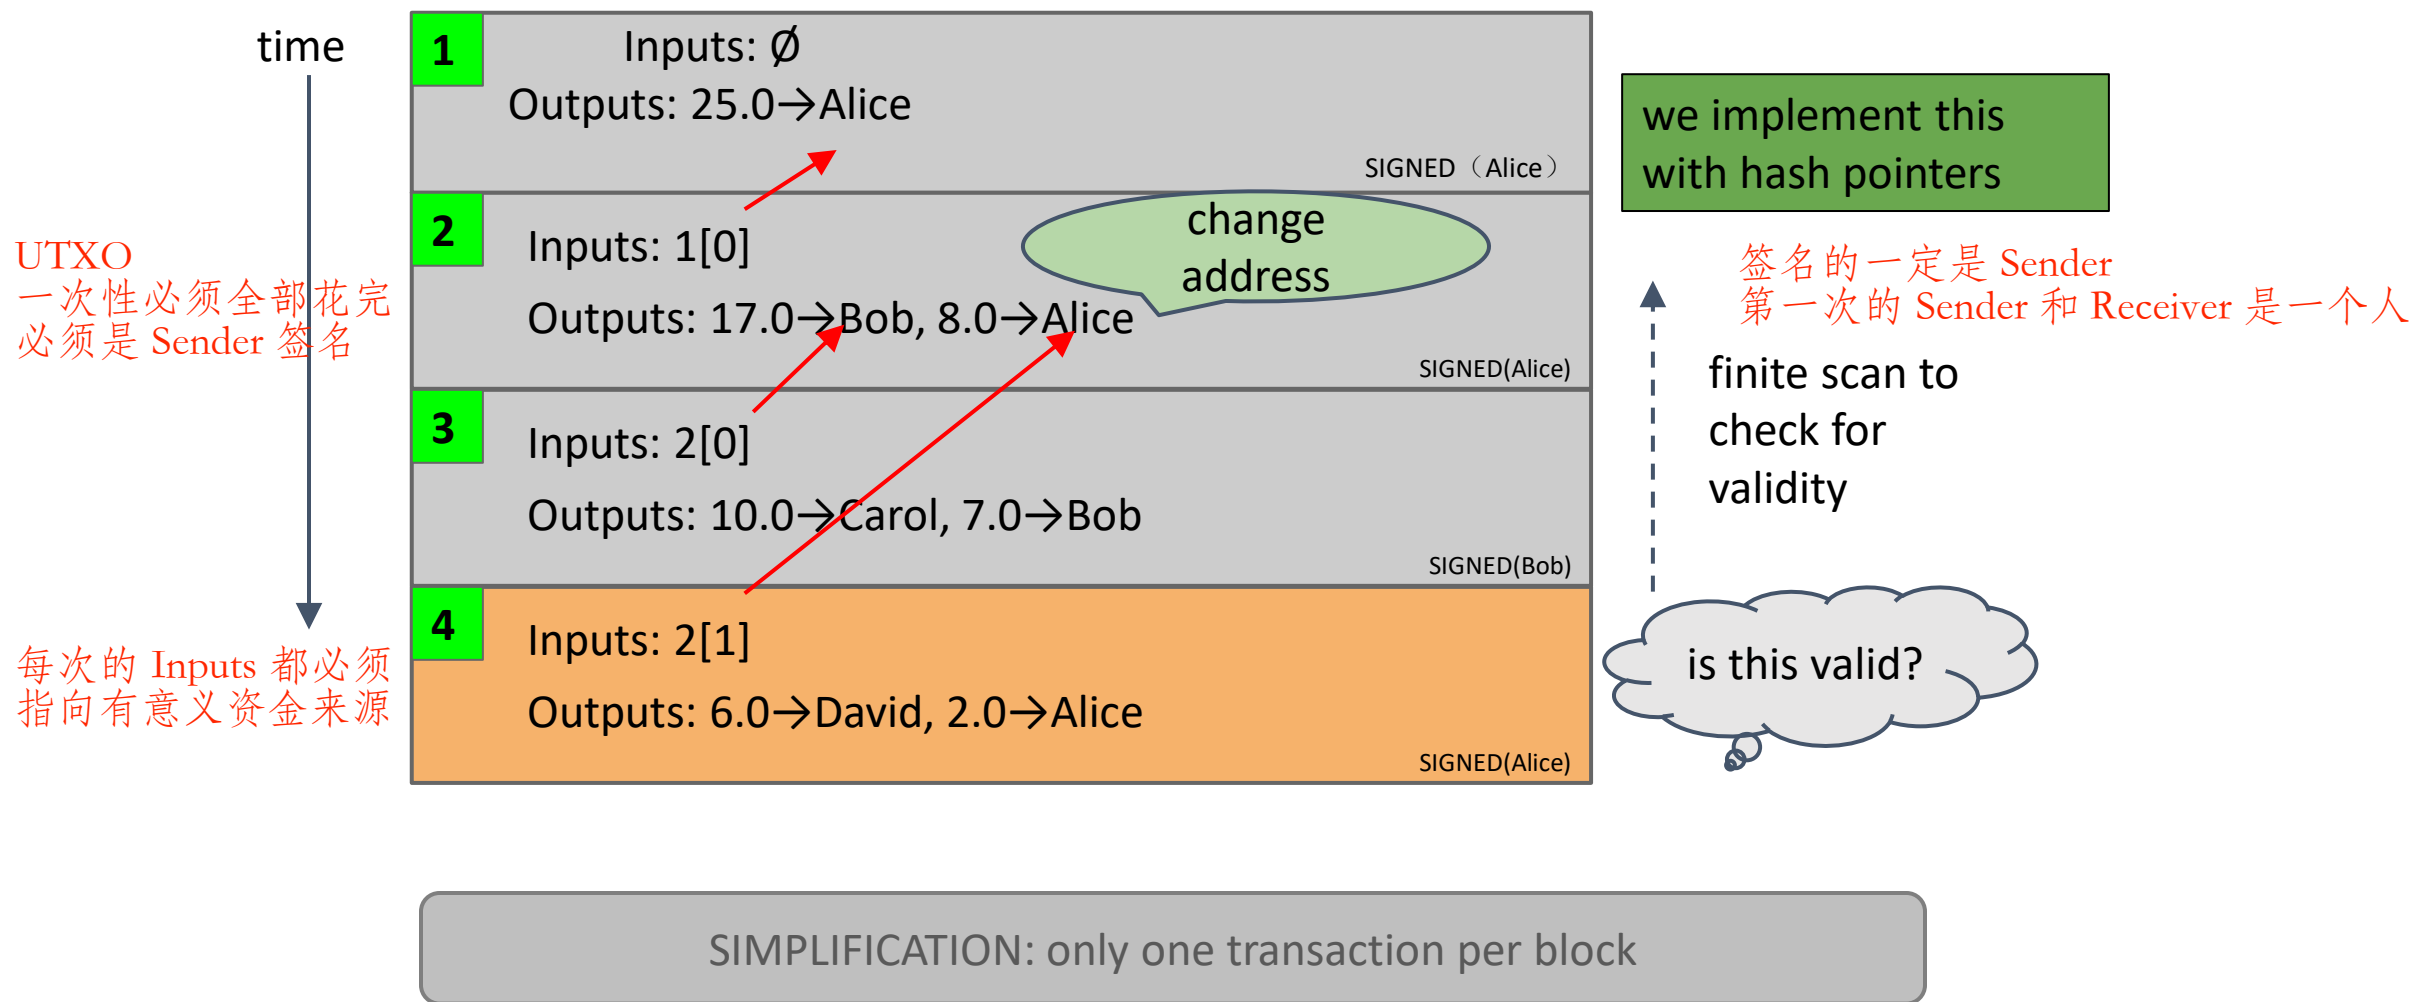 time
1
Inputs: Ø
Outputs: 25.0→Alice
SIGNED（Alice）
we implement this
with hash pointers
2
Inputs: 1[0]
Outputs: 17.0→Bob, 8.0→Alice
SIGNED(Alice)
change
address
UTXO
一次性必须全部花完
必须是 Sender 签名
签名的一定是 Sender
第一次的 Sender 和 Receiver 是一个人
finite scan to
check for
validity
3
Inputs: 2[0]
Outputs: 10.0→Carol, 7.0→Bob
SIGNED(Bob)
4
Inputs: 2[1]
Outputs: 6.0→David, 2.0→Alice
SIGNED(Alice)
is this valid?
每次的 Inputs 都必须
指向有意义资金来源
SIMPLIFICATION: only one transaction per block